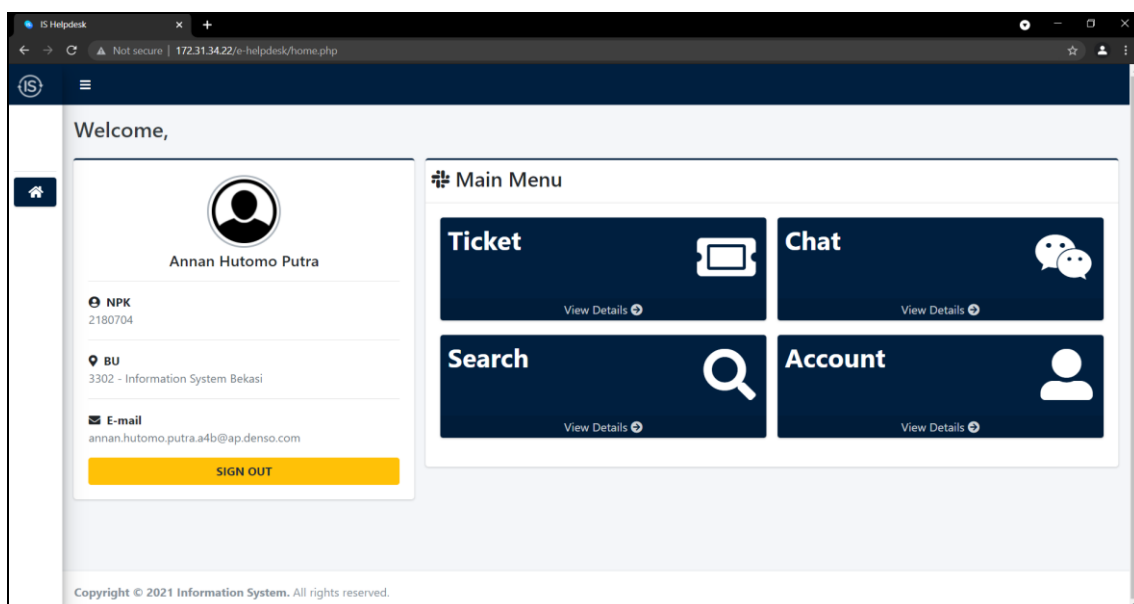 IS Helpdesk
Not secure | 172.31.34.22/e-helpdesk/home.php
IS
Welcome,
Annan Hutomo Putra
NPK
2180704
BU
3302 - Information System Bekasi
E-mail
annan.hutomo.putra.a4b@ap.denso.com
SIGN OUT
Main Menu
Ticket
View Details
Chat
View Details
Search
View Details
Account
View Details
Copyright © 2021 Information System. All rights reserved.